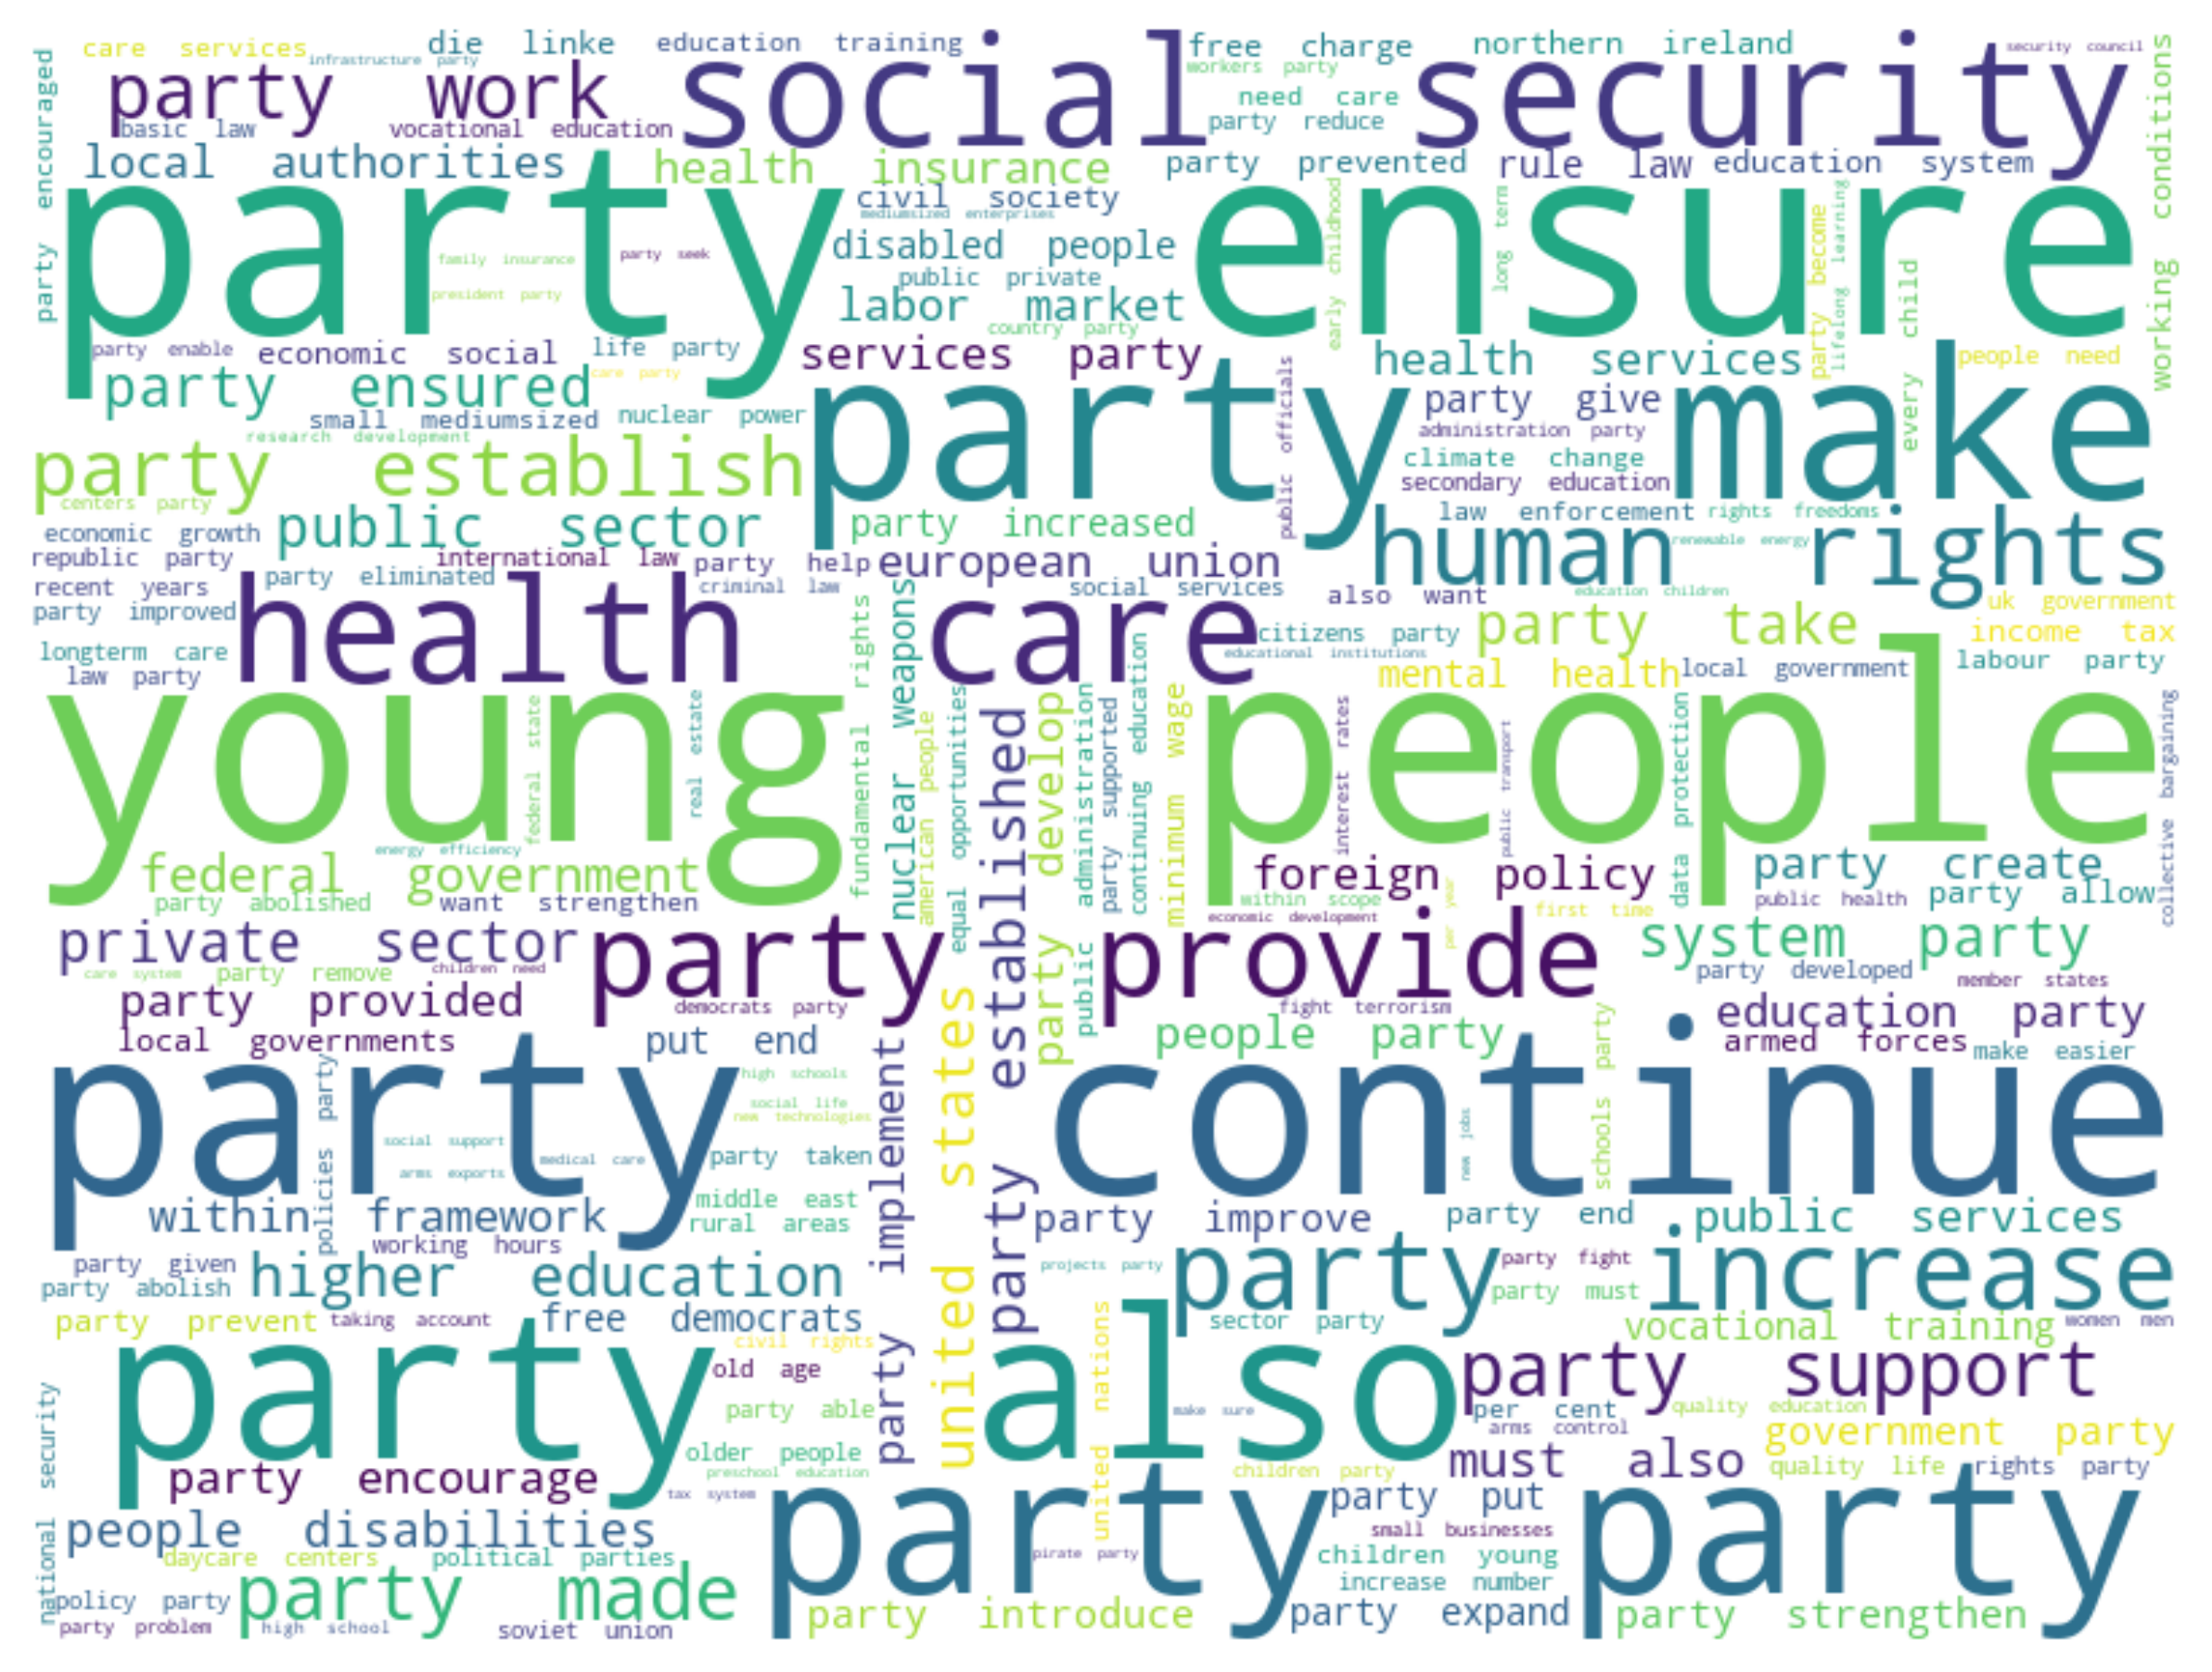 care services
infrastructure party
die linke
education training
social security
free charge
northern ireland
security council
workers party
party work
need care
party reduce
basic law
vocational education
party encouraged
working conditions
local authorities
health insurance
party prevented
rule law
education system
party ensure
civil society
mediumsized enterprises
disabled people
public private
labor market
country party
family insurance
party seek
president party
early childhood
long term
party become
lifelong learning
every child
party enable
economic social
life party
services party
health services
people need
party ensured
care party
small mediumsized
nuclear power
research development
party make
public officials
party give
administration party
climate change
secondary education
party establish
centers party
economic growth
public sector
party increased
law enforcement
rights freedoms
human rights
renewable energy
republic party
international law
party help
european union
recent years
party eliminated
criminal law
social services
also want
education children
uk government
party improved
health care
citizens party
party take
income tax
educational institutions
longterm care
law party
mental health
local government
labour party
young people
federal state
real estate
fundamental rights
nuclear weapons
american people
equal opportunities
party established
party develop
public administration
party supported
continuing education
minimum wage
interest rates
public transport
data protection
collective bargaining
energy efficiency
federal government
foreign policy
party create
party abolished
want strengthen
within scope
per year
public health
party allow
economic development
first time
private sector
party provide
system party
care system
party remove
children need
party developed
member states
party provided
democrats party
fight terrorism
education party
local governments
put end
people party
armed forces
make easier
party continue
policies party
high schools
social life
new technologies
social support
medical care
arms exports
party taken
party implement
united states
new jobs
schools party
middle east
rural areas
within framework
party improve
party end
public services
working hours
party given
party abolish
higher education
projects party
party increase
party fight
party must
party prevent
taking account
free democrats
sector party
vocational training
women men
civil rights
party also
united nations
old age
party support
party able
make sure
per cent
quality education
arms control
government party
older people
must also
preschool education
children party
quality life
rights party
party encourage
tax system
national security
party party
party put
people disabilities
small businesses
daycare centers
political parties
pirate party
children young
increase number
policy party
party made
party introduce
party expand
party strengthen
party problem
high school
soviet union